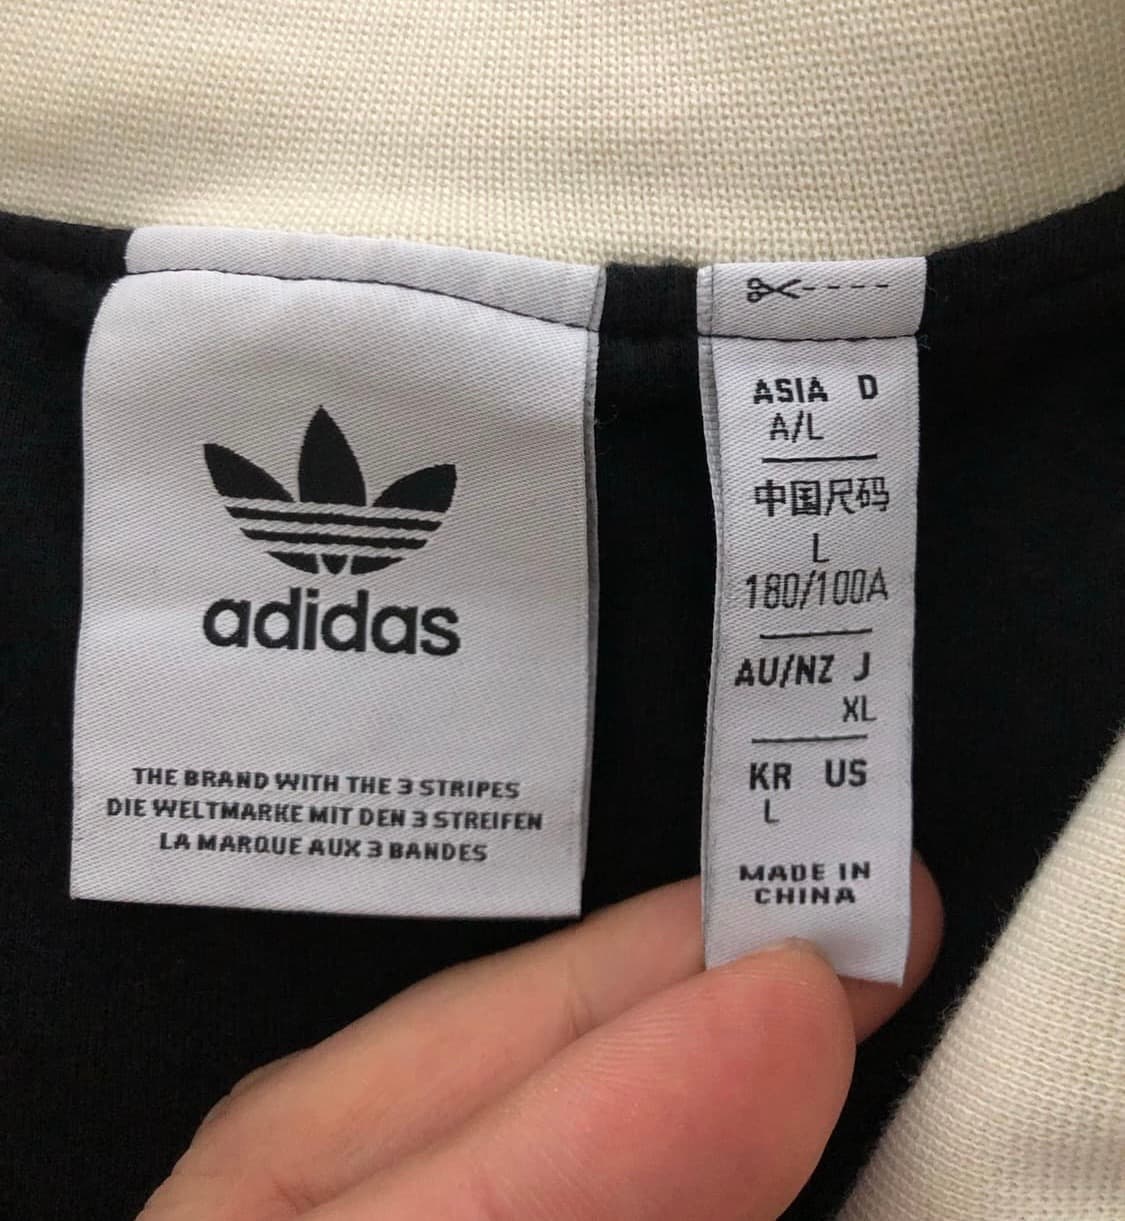 adidas
THE BRAND WITH THE 3 STRIPES
DIE WELTMARKE MIT DEN 3 STREIFEN
LA MARQUE AUX 3 BANDES
ASIA D
A/L
中国尺码
L
180/100A
AU/NZ J
XL
KR US
L
MADE IN
CHINA